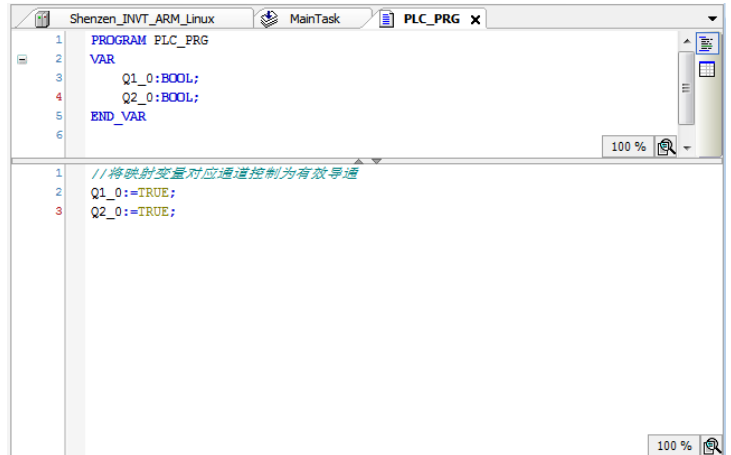 Shenzen_INVT_ARM_Linux MainTask PLC_PRG X
1 PROGRAM PLC_PRG
2 VAR
3 Q1_0:BOOL;
4 Q2_0:BOOL;
5 END_VAR
6
100 %
1 //将映射变量对应通道控制为有效导通
2 Q1_0:=TRUE;
3 Q2_0:=TRUE;
100 %